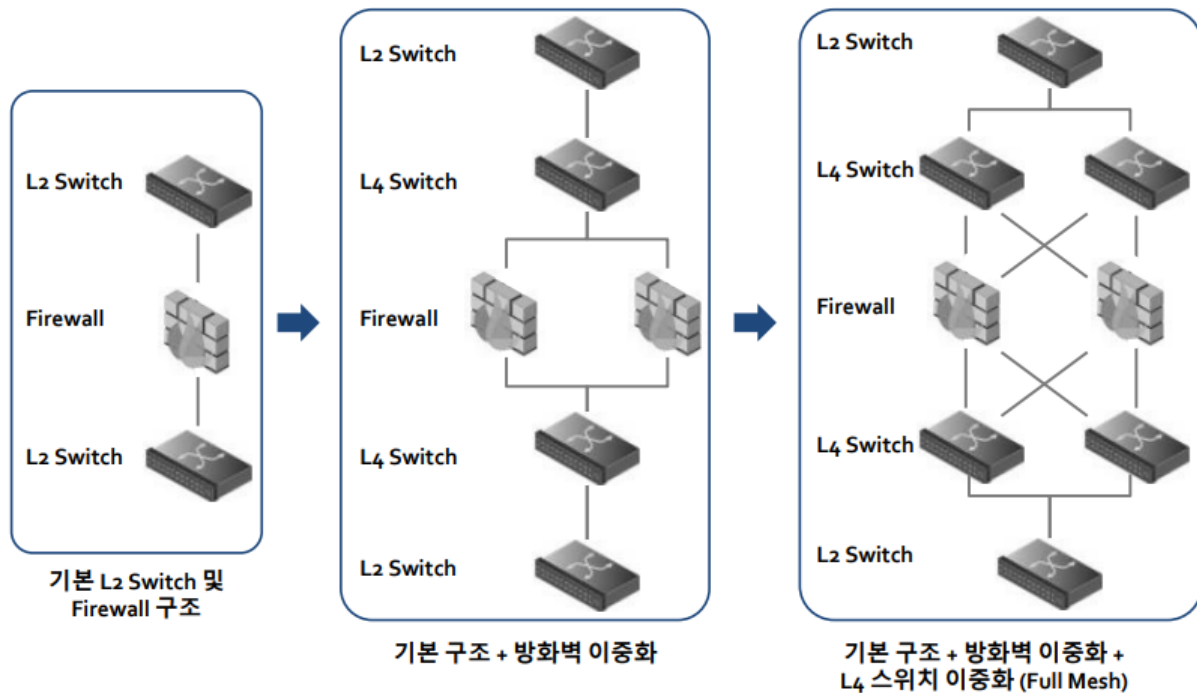 L2 Switch
Firewall
L2 Switch
기본 L2 Switch 및
Firewall 구조
L2 Switch
L4 Switch
Firewall
L4 Switch
L2 Switch
기본 구조 + 방화벽 이중화
L2 Switch
L4 Switch
Firewall
L4 Switch
L2 Switch
기본 구조 + 방화벽 이중화 +
L4 스위치 이중화 (Full Mesh)